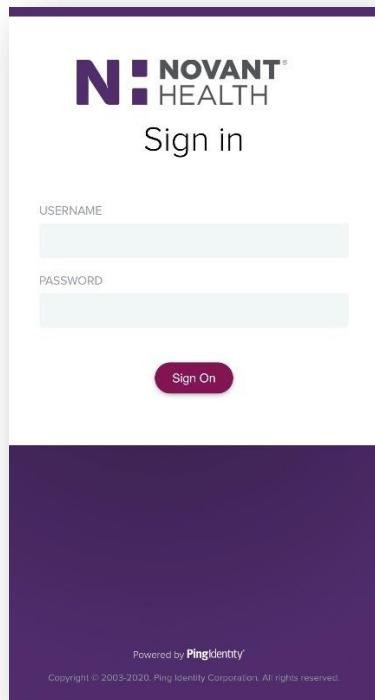 NOVANT®
HEALTH
Sign in
USERNAME
PASSWORD
Sign On
Powered by PingIdentity®
Copyright © 2003-2020. Ping Identity Corporation. All rights reserved.